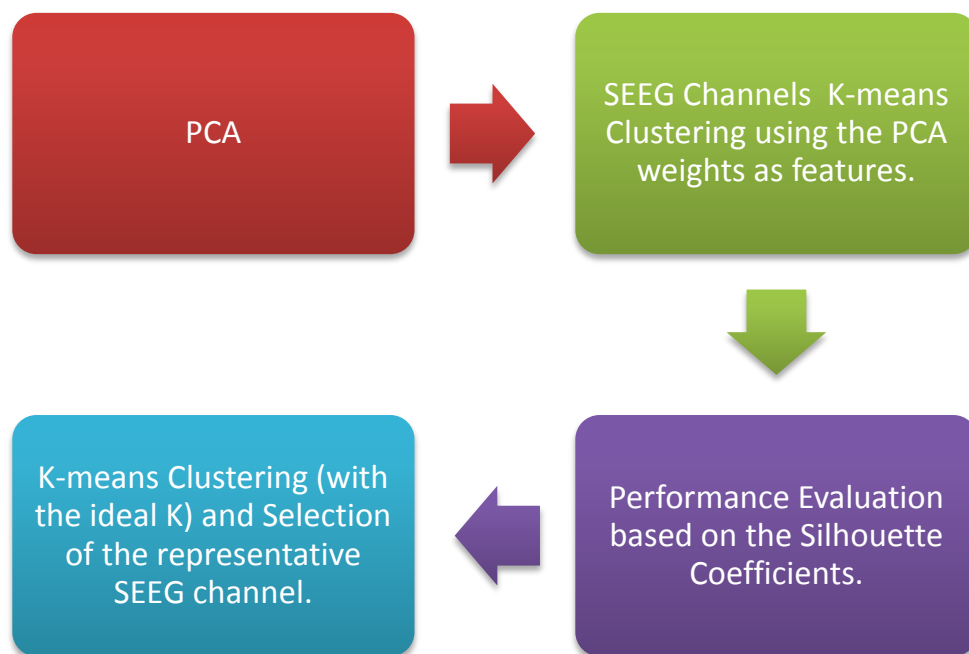 PCA
SEEG Channels K-means
Clustering using the PCA
weights as features.
Performance Evaluation
based on the Silhouette
Coefficients.
K-means Clustering (with
the ideal K) and Selection
of the representative
SEEG channel.